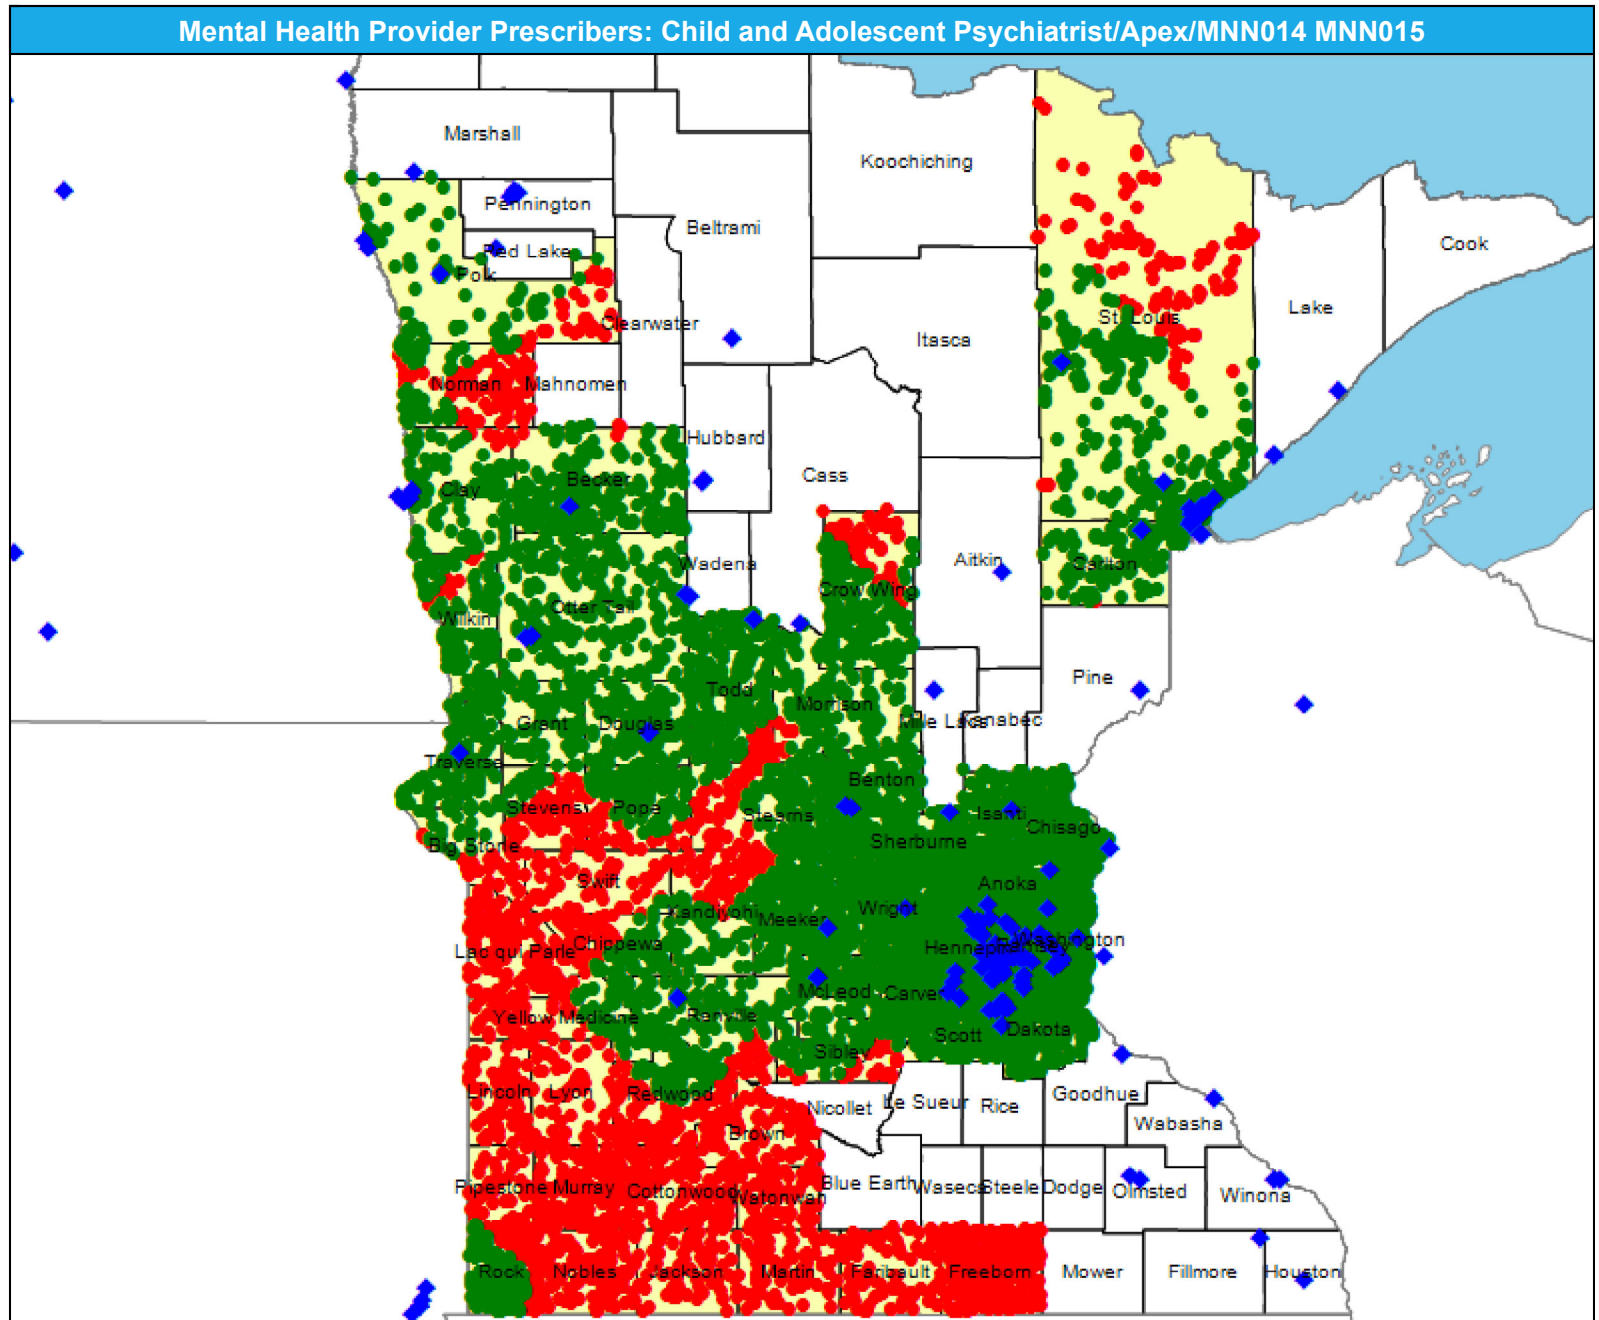 Mental Health Provider Prescribers: Child and Adolescent Psychiatrist/Apex/MNN014 MNN015
Marshall
Koochiching
Pennington
Beltrami
Cook
Red Lake
Polk
Lake
Clearwater
St. Louis
Itasca
Norman
Mahnomen
Hubbard
Cass
Becker
Clay
Aitkin
Wadena
Carlton
Crow Wing
Otter Tail
Wilkin
Pine
Todd
Morrison
Mille Lacs
Kanabec
Grant
Douglas
Traverse
Benton
Stevens
Pope
Stearns
Isanti
Chisago
Sherburne
Big Stone
Swift
Anoka
Kandiyohi
Meeker
Wright
Hennepin
Ramsey
Washington
Lac qui Parle
Chippewa
McLeod
Carver
Yellow Medicine
Renville
Scott
Dakota
Sibley
Lincoln
Lyon
Redwood
Nicollet
Le Sueur
Rice
Goodhue
Wabasha
Brown
Pipestone
Murray
Cottonwood
Watonwan
Blue Earth
Waseca
Steele
Dodge
Olmsted
Winona
Rock
Nobles
Jackson
Martin
Faribault
Freeborn
Mower
Fillmore
Houston